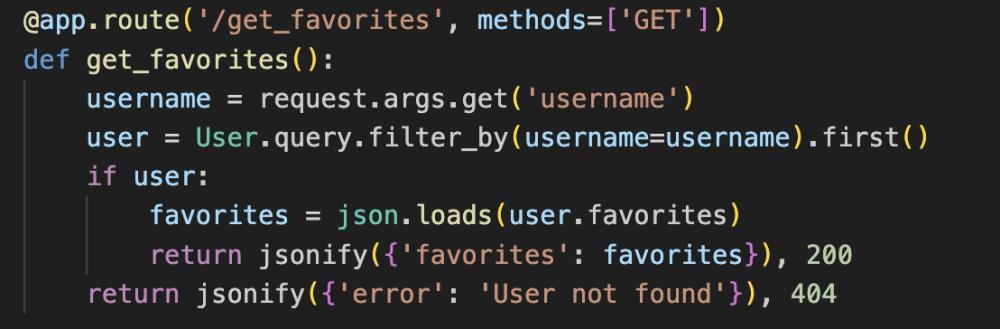 @app.route('/get_favorites', methods=['GET'])
def get_favorites():
    username = request.args.get('username')
    user = User.query.filter_by(username=username).first()
    if user:
        favorites = json.loads(user.favorites)
        return jsonify({'favorites': favorites}), 200
    return jsonify({'error': 'User not found'}), 404